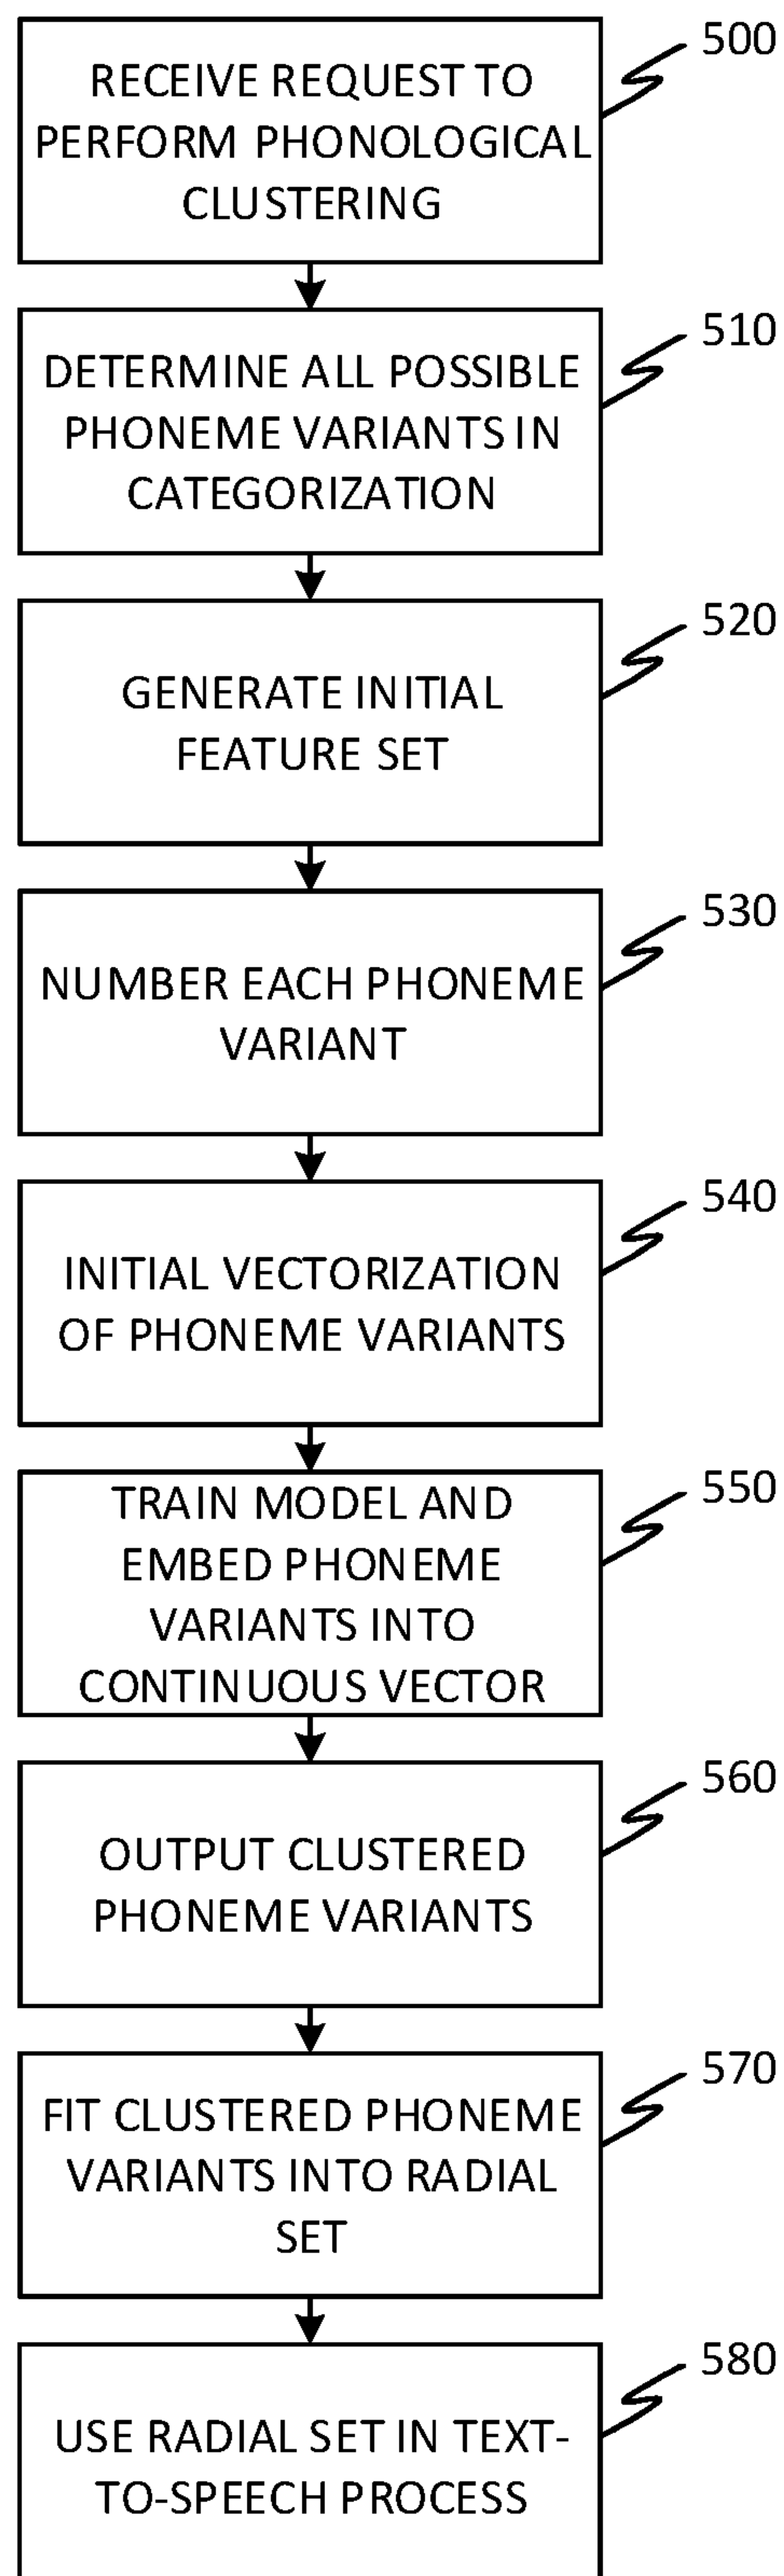 500
RECEIVE REQUEST TO
PERFORM PHONOLOGICAL
CLUSTERING
510
DETERMINE ALL POSSIBLE
PHONEME VARIANTS IN
CATEGORIZATION
520
GENERATE INITIAL
FEATURE SET
530
NUMBER EACH PHONEME
VARIANT
540
INITIAL VECTORIZATION
OF PHONEME VARIANTS
550
TRAIN MODEL AND
EMBED PHONEME
VARIANTS INTO
CONTINUOUS VECTOR
560
OUTPUT CLUSTERED
PHONEME VARIANTS
570
FIT CLUSTERED PHONEME
VARIANTS INTO RADIAL
SET
580
USE RADIAL SET IN TEXT-
TO-SPEECH PROCESS